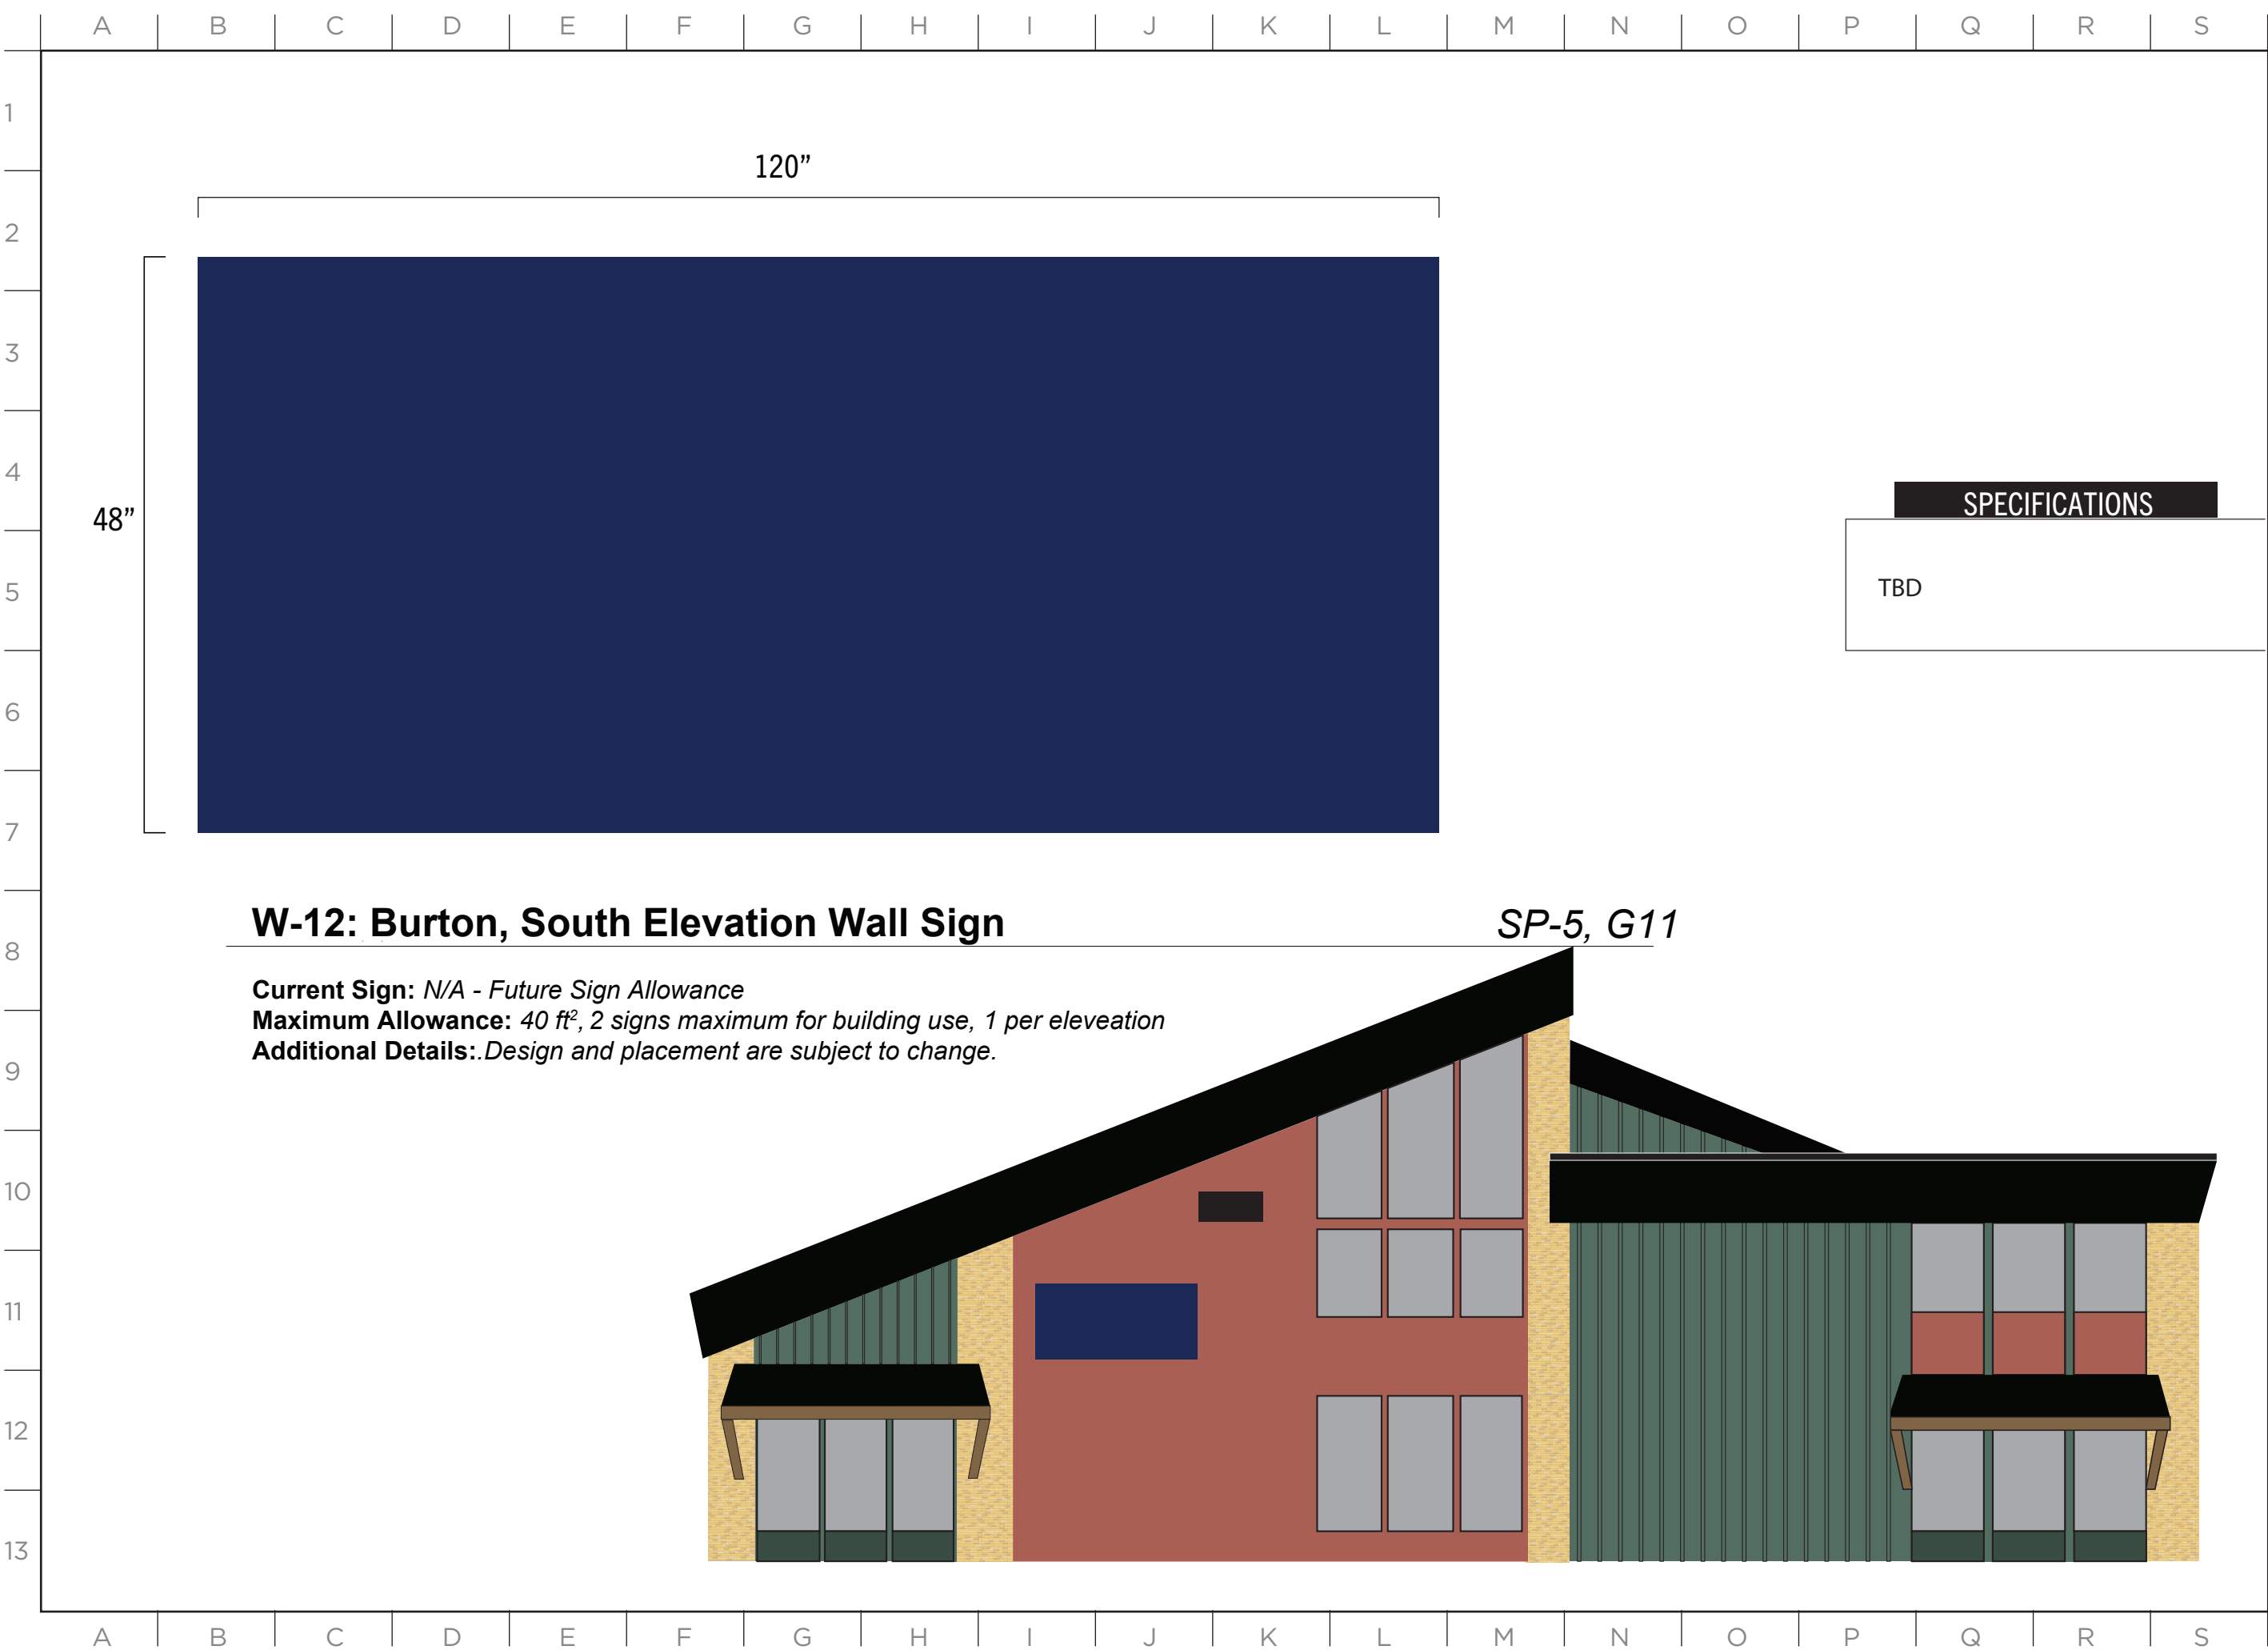 A B C D E F G H I J K L M N O P Q R S
1
120”
2
3
4
SPECIFICATIONS
48”
5
TBD
6
7
W-12: Burton, South Elevation Wall Sign SP-5, G11
8
Current Sign: N/A - Future Sign Allowance
Maximum Allowance: 40 ft², 2 signs maximum for building use, 1 per eleveation
Additional Details:.Design and placement are subject to change.
9
10
11
12
13
A B C D E F G H I J K L M N O P Q R S